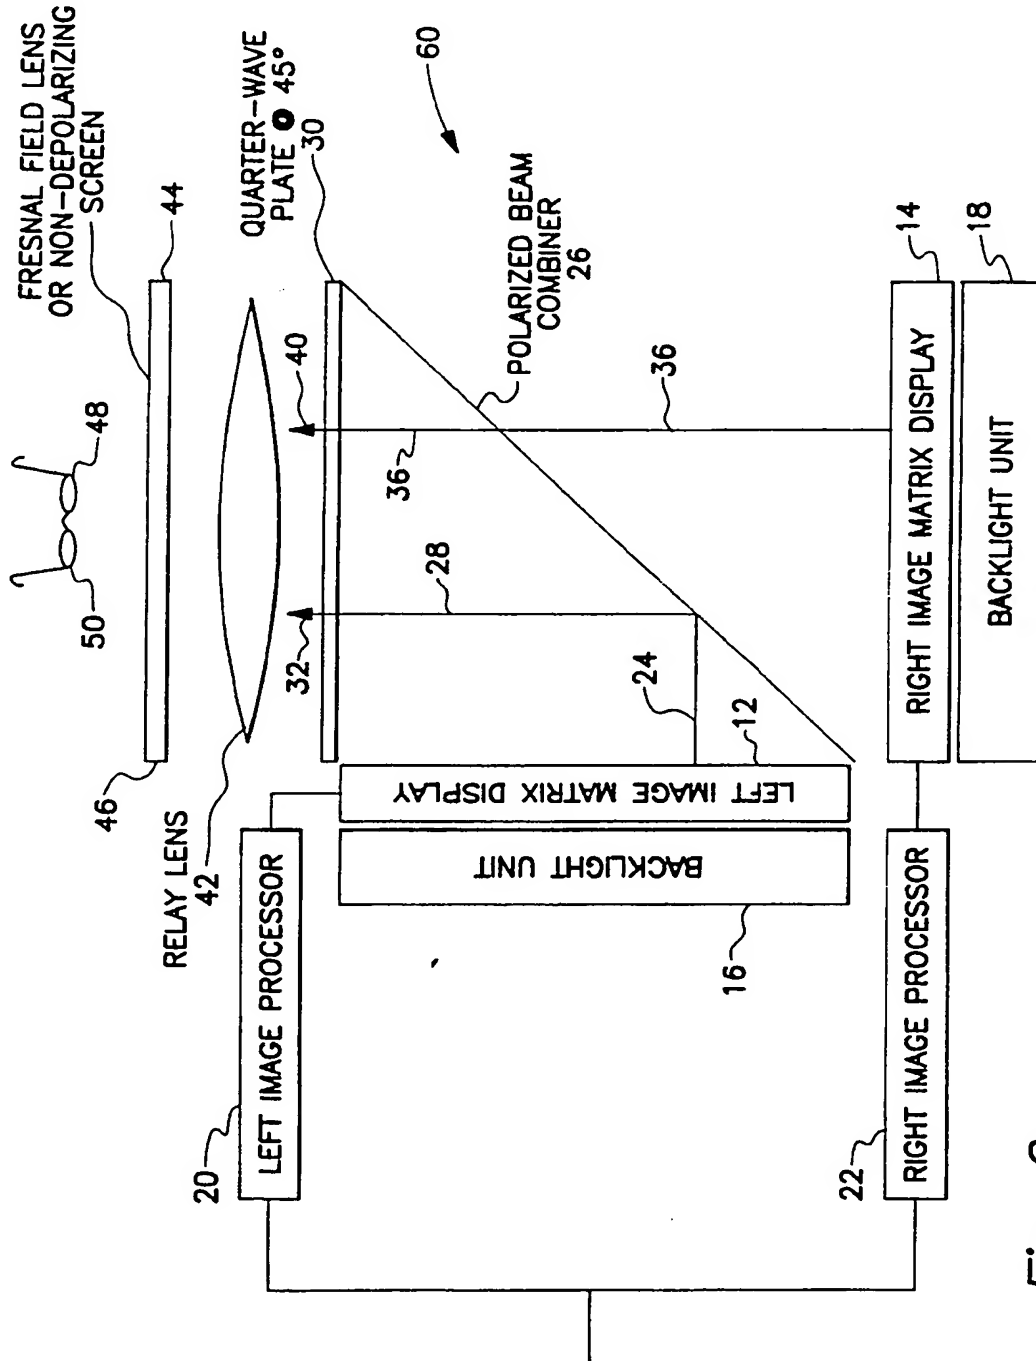 FRESNAL FIELD LENS
OR NON-DEPOLARIZING
SCREEN
46
44
50
48
RELAY LENS
42
QUARTER-WAVE
PLATE @ 45°
30
20
LEFT IMAGE PROCESSOR
32
40
60
36
28
LEFT IMAGE MATRIX DISPLAY
BACKLIGHT UNIT
24
12
16
POLARIZED BEAM
COMBINER
26
36
22
RIGHT IMAGE PROCESSOR
RIGHT IMAGE MATRIX DISPLAY
14
BACKLIGHT UNIT
18